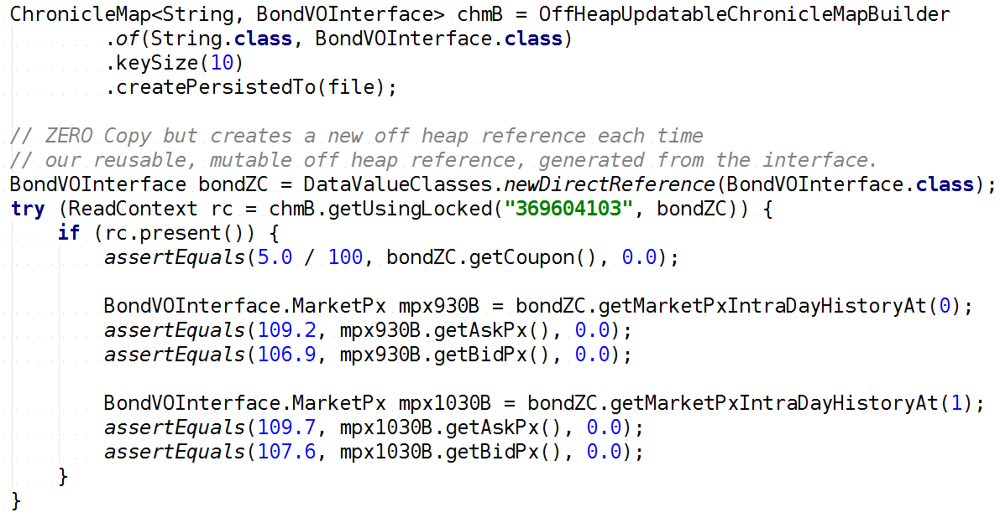 ChronicleMap<String, BondVOInterface> chmB = OffHeapUpdatableChronicleMapBuilder
        .of(String.class, BondVOInterface.class)
        .keySize(10)
        .createPersistedTo(file);

// ZERO Copy but creates a new off heap reference each time
// our reusable, mutable off heap reference, generated from the interface.
BondVOInterface bondZC = DataValueClasses.newDirectReference(BondVOInterface.class);
try (ReadContext rc = chmB.getUsingLocked("369604103", bondZC)) {
    if (rc.present()) {
        assertEquals(5.0 / 100, bondZC.getCoupon(), 0.0);

        BondVOInterface.MarketPx mpx930B = bondZC.getMarketPxIntraDayHistoryAt(0);
        assertEquals(109.2, mpx930B.getAskPx(), 0.0);
        assertEquals(106.9, mpx930B.getBidPx(), 0.0);

        BondVOInterface.MarketPx mpx1030B = bondZC.getMarketPxIntraDayHistoryAt(1);
        assertEquals(109.7, mpx1030B.getAskPx(), 0.0);
        assertEquals(107.6, mpx1030B.getBidPx(), 0.0);
    }
}